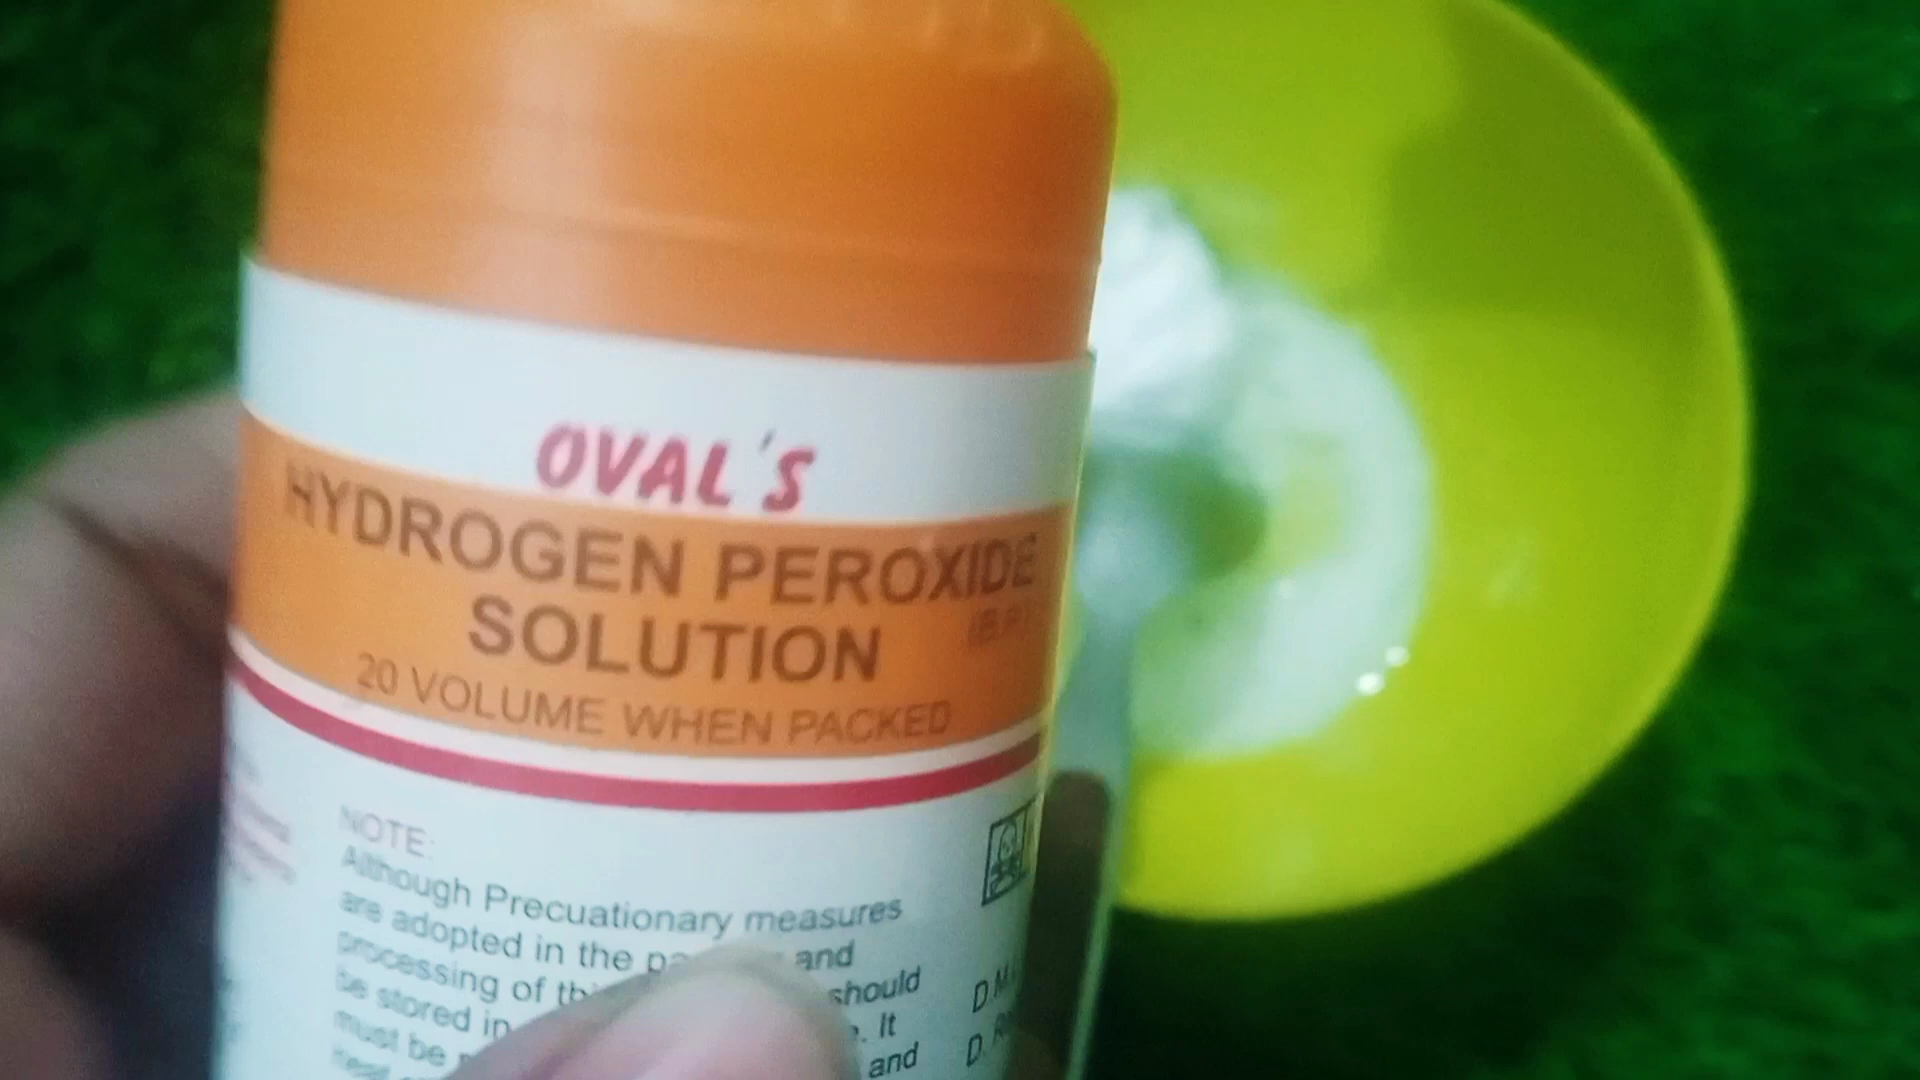 OVAL'S
HYDROGEN PEROXIDE
SOLUTION (B.P.)
20 VOLUME WHEN PACKED
NOTE:
Although Precuationary measures
are adopted in the and
processing of should
be stored in It
must be and
D.
D.